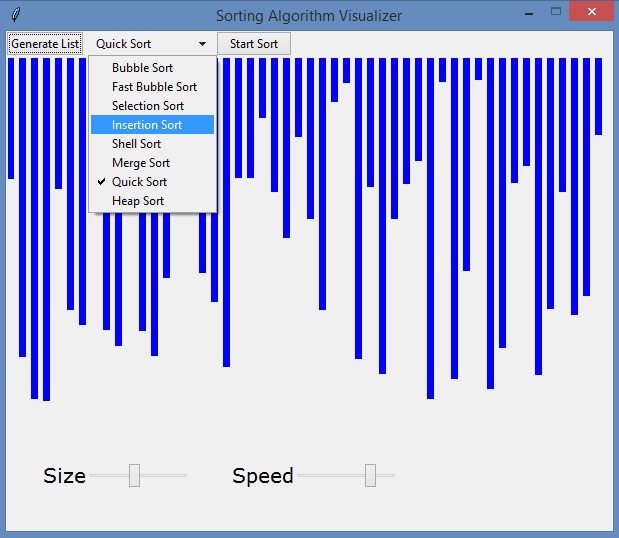 Sorting Algorithm Visualizer
Generate List Quick Sort Start Sort
Bubble Sort
Fast Bubble Sort
Selection Sort
Insertion Sort
Shell Sort
Merge Sort
Quick Sort
Heap Sort
Size Speed